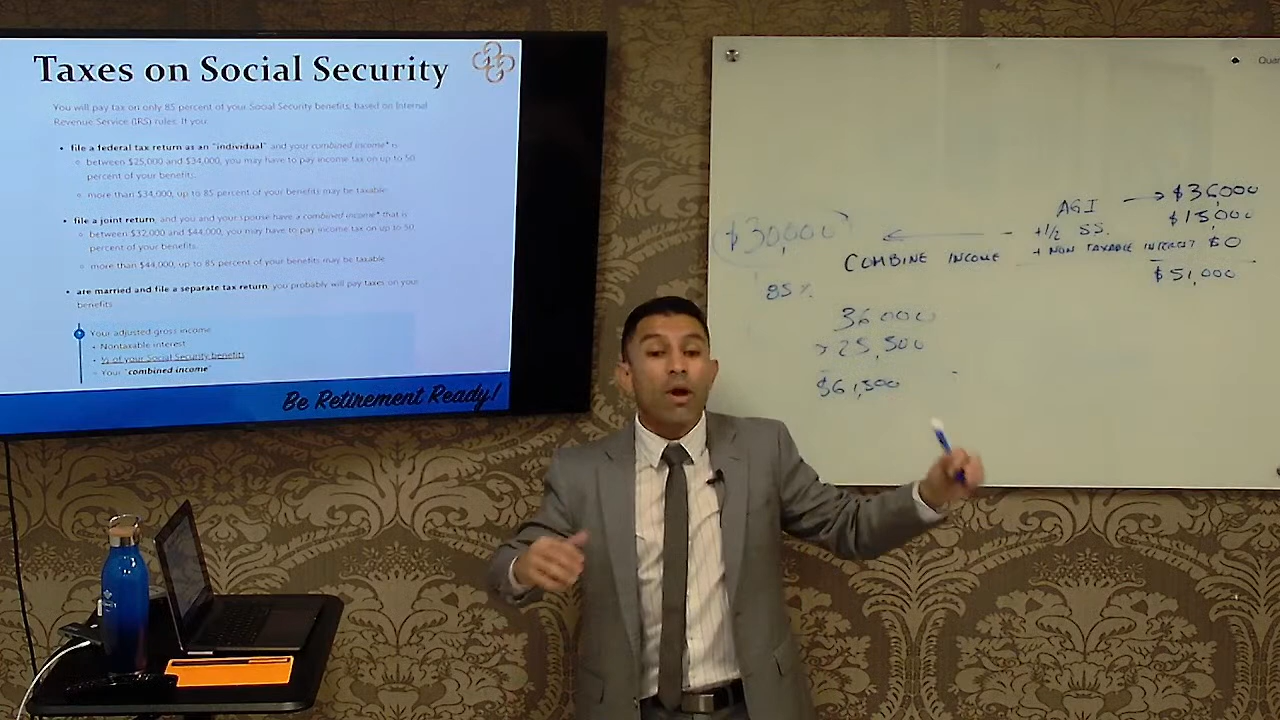 Taxes on Social Security
You will pay tax on only 85 percent of your Social Security benefits, based on Internal
Revenue Service (IRS) rules. If you:
• file a federal tax return as an "individual" and your combined income* is
○ between $25,000 and $34,000, you may have to pay income tax on up to 50
percent of your benefits.
○ more than $34,000, up to 85 percent of your benefits may be taxable.
• file a joint return, and you and your spouse have a combined income* that is
○ between $32,000 and $44,000, you may have to pay income tax on up to 50
percent of your benefits.
○ more than $44,000, up to 85 percent of your benefits may be taxable.
• are married and file a separate tax return, you probably will pay taxes on your
benefits.
Your adjusted gross income
+ Nontaxable interest
+ ½ of your Social Security benefits
= Your "combined income"
Be Retirement Ready!
$30,000
85%
COMBINE INCOME
AGI → $36,000
+1/2 SS. $15,000
+ NON TAXABLE INTEREST $0
$51,000
36000
+25,500
$61,500